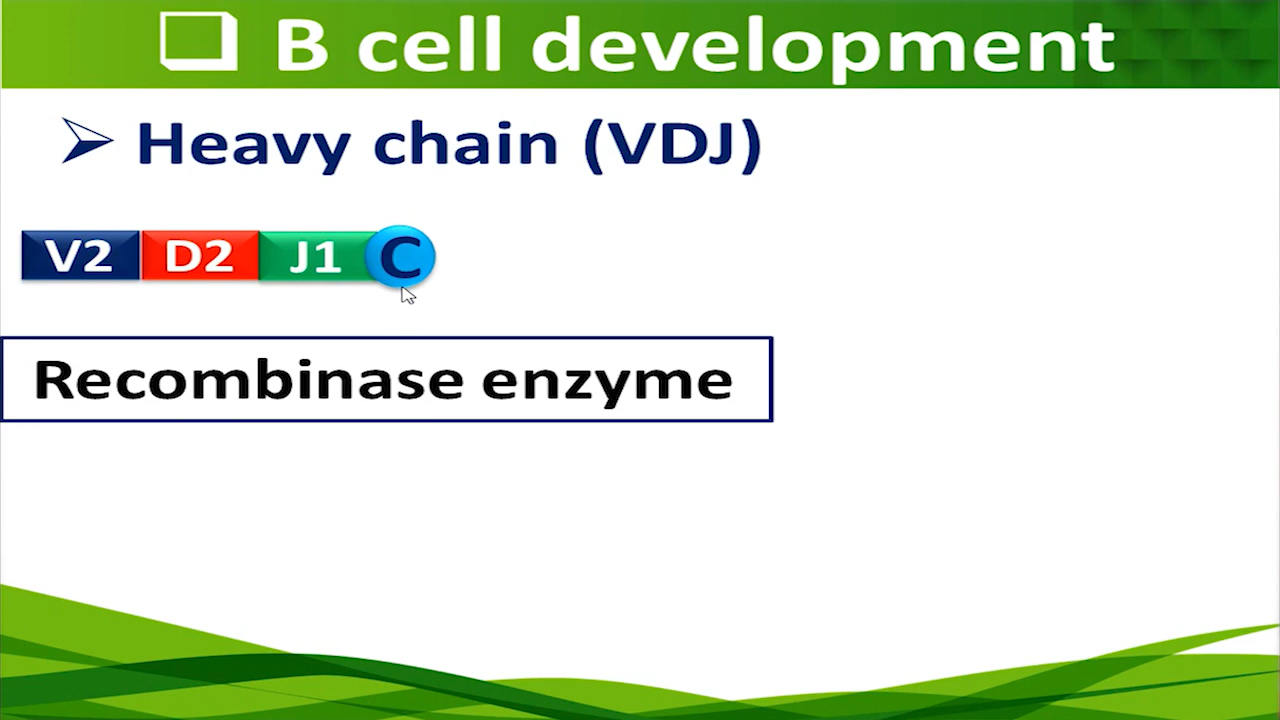 B cell development
Heavy chain (VDJ)
V2 D2 J1 C
Recombinase enzyme